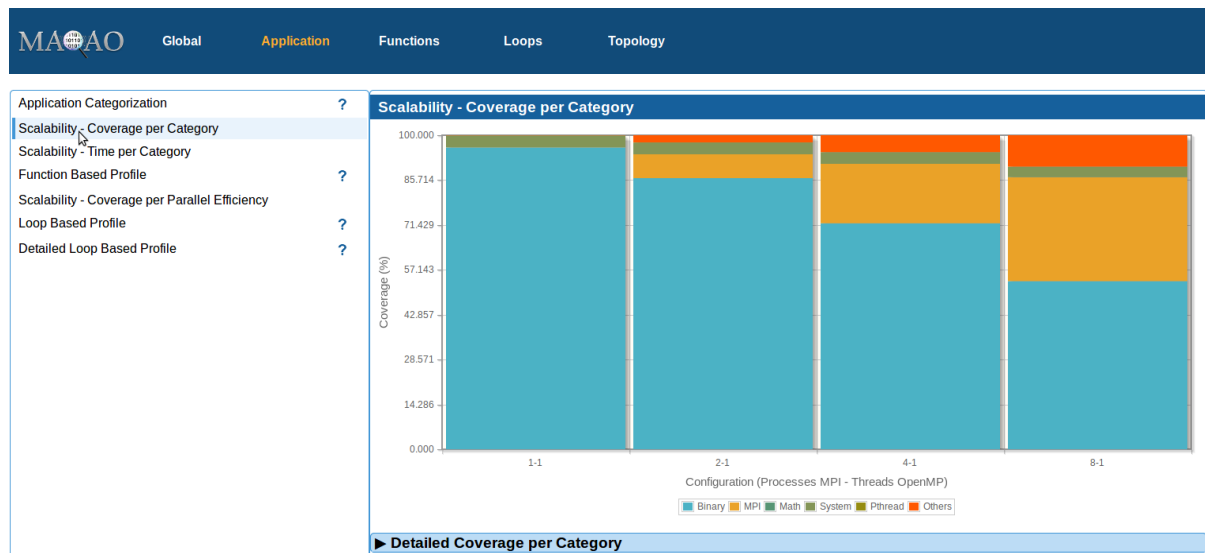 MAQAO
Global
Application
Functions
Loops
Topology
Application Categorization ?
Scalability - Coverage per Category
Scalability - Time per Category
Function Based Profile ?
Scalability - Coverage per Parallel Efficiency
Loop Based Profile ?
Detailed Loop Based Profile ?
Scalability - Coverage per Category
100.000
85.714
71.429
57.143
42.857
28.571
14.286
0.000
Coverage (%)
1-1
2-1
4-1
8-1
Configuration (Processes MPI - Threads OpenMP)
Binary MPI Math System Pthread Others
▶ Detailed Coverage per Category